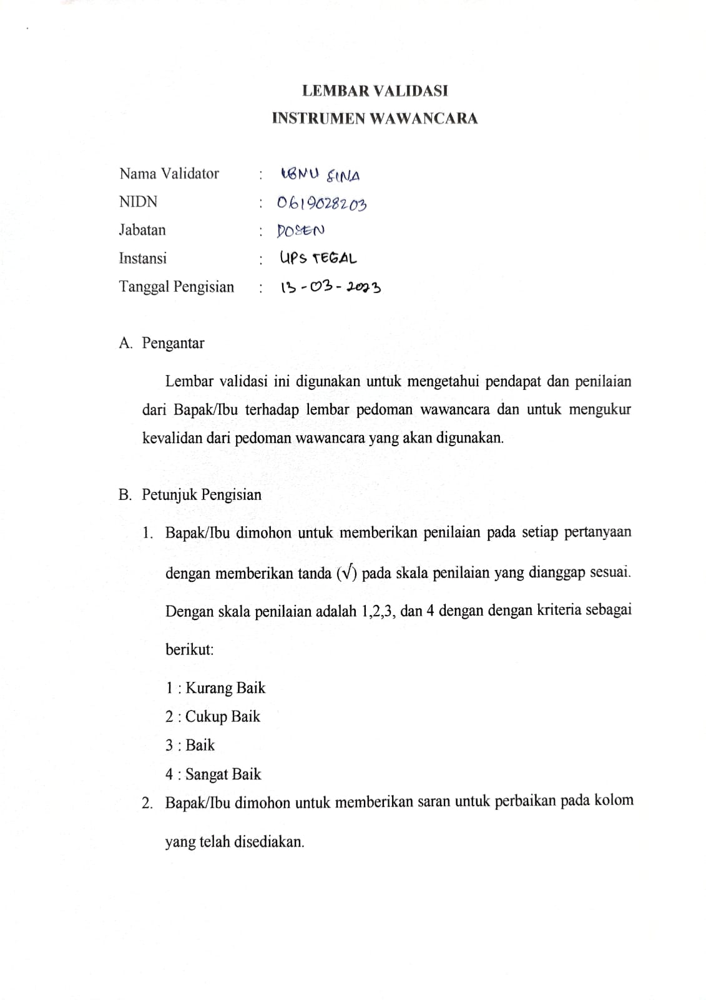 LEMBAR VALIDASI
INSTRUMEN WAWANCARA
Nama Validator : IBNU SINA
NIDN : 0619028203
Jabatan : DOSEN
Instansi : UPS TEGAL
Tanggal Pengisian : 13-03-2023
A. Pengantar
Lembar validasi ini digunakan untuk mengetahui pendapat dan penilaian
dari Bapak/Ibu terhadap lembar pedoman wawancara dan untuk mengukur
kevalidan dari pedoman wawancara yang akan digunakan.
B. Petunjuk Pengisian
1. Bapak/Ibu dimohon untuk memberikan penilaian pada setiap pertanyaan
dengan memberikan tanda (√) pada skala penilaian yang dianggap sesuai.
Dengan skala penilaian adalah 1,2,3, dan 4 dengan dengan kriteria sebagai
berikut:
1 : Kurang Baik
2 : Cukup Baik
3 : Baik
4 : Sangat Baik
2. Bapak/Ibu dimohon untuk memberikan saran untuk perbaikan pada kolom
yang telah disediakan.